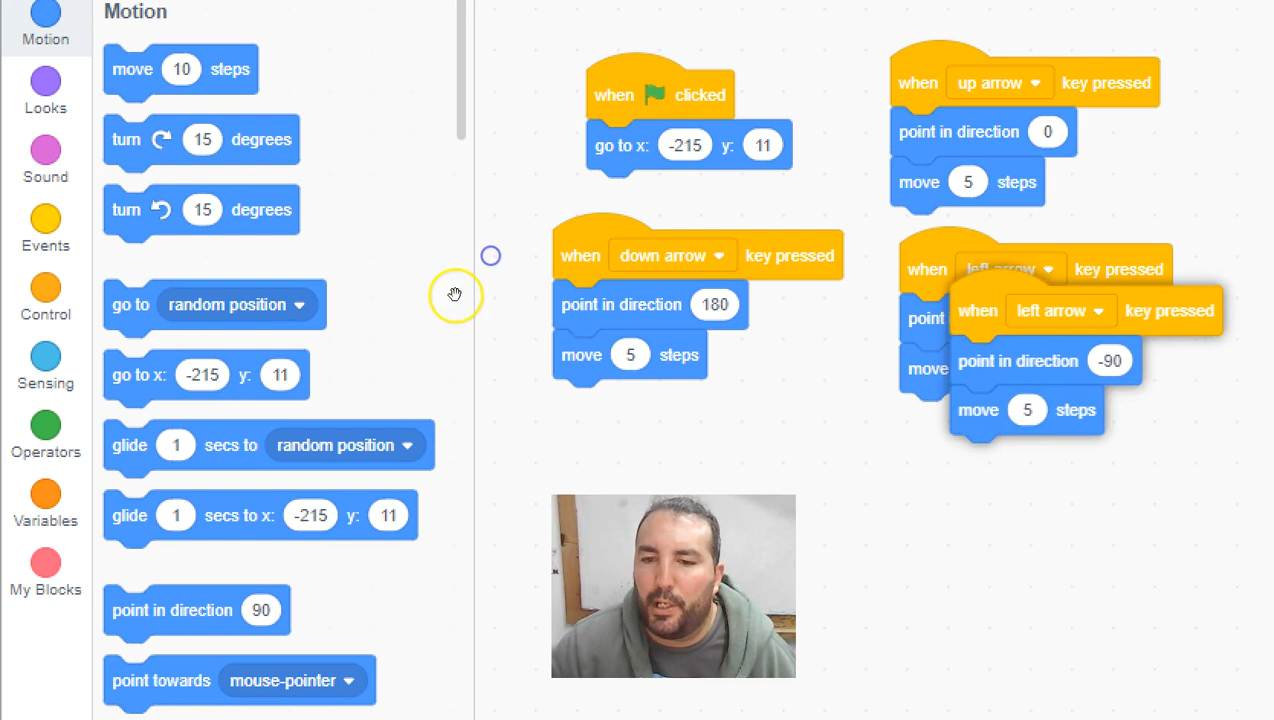 Motion
Motion
Looks
Sound
Events
Control
Sensing
Operators
Variables
My Blocks
move 10 steps
turn 15 degrees
turn 15 degrees
go to random position
go to x: -215 y: 11
glide 1 secs to random position
glide 1 secs to x: -215 y: 11
point in direction 90
point towards mouse-pointer
when clicked
go to x: -215 y: 11
when up arrow key pressed
point in direction 0
move 5 steps
when down arrow key pressed
point in direction 180
move 5 steps
when left arrow key pressed
point
move
when left arrow key pressed
point in direction -90
move 5 steps